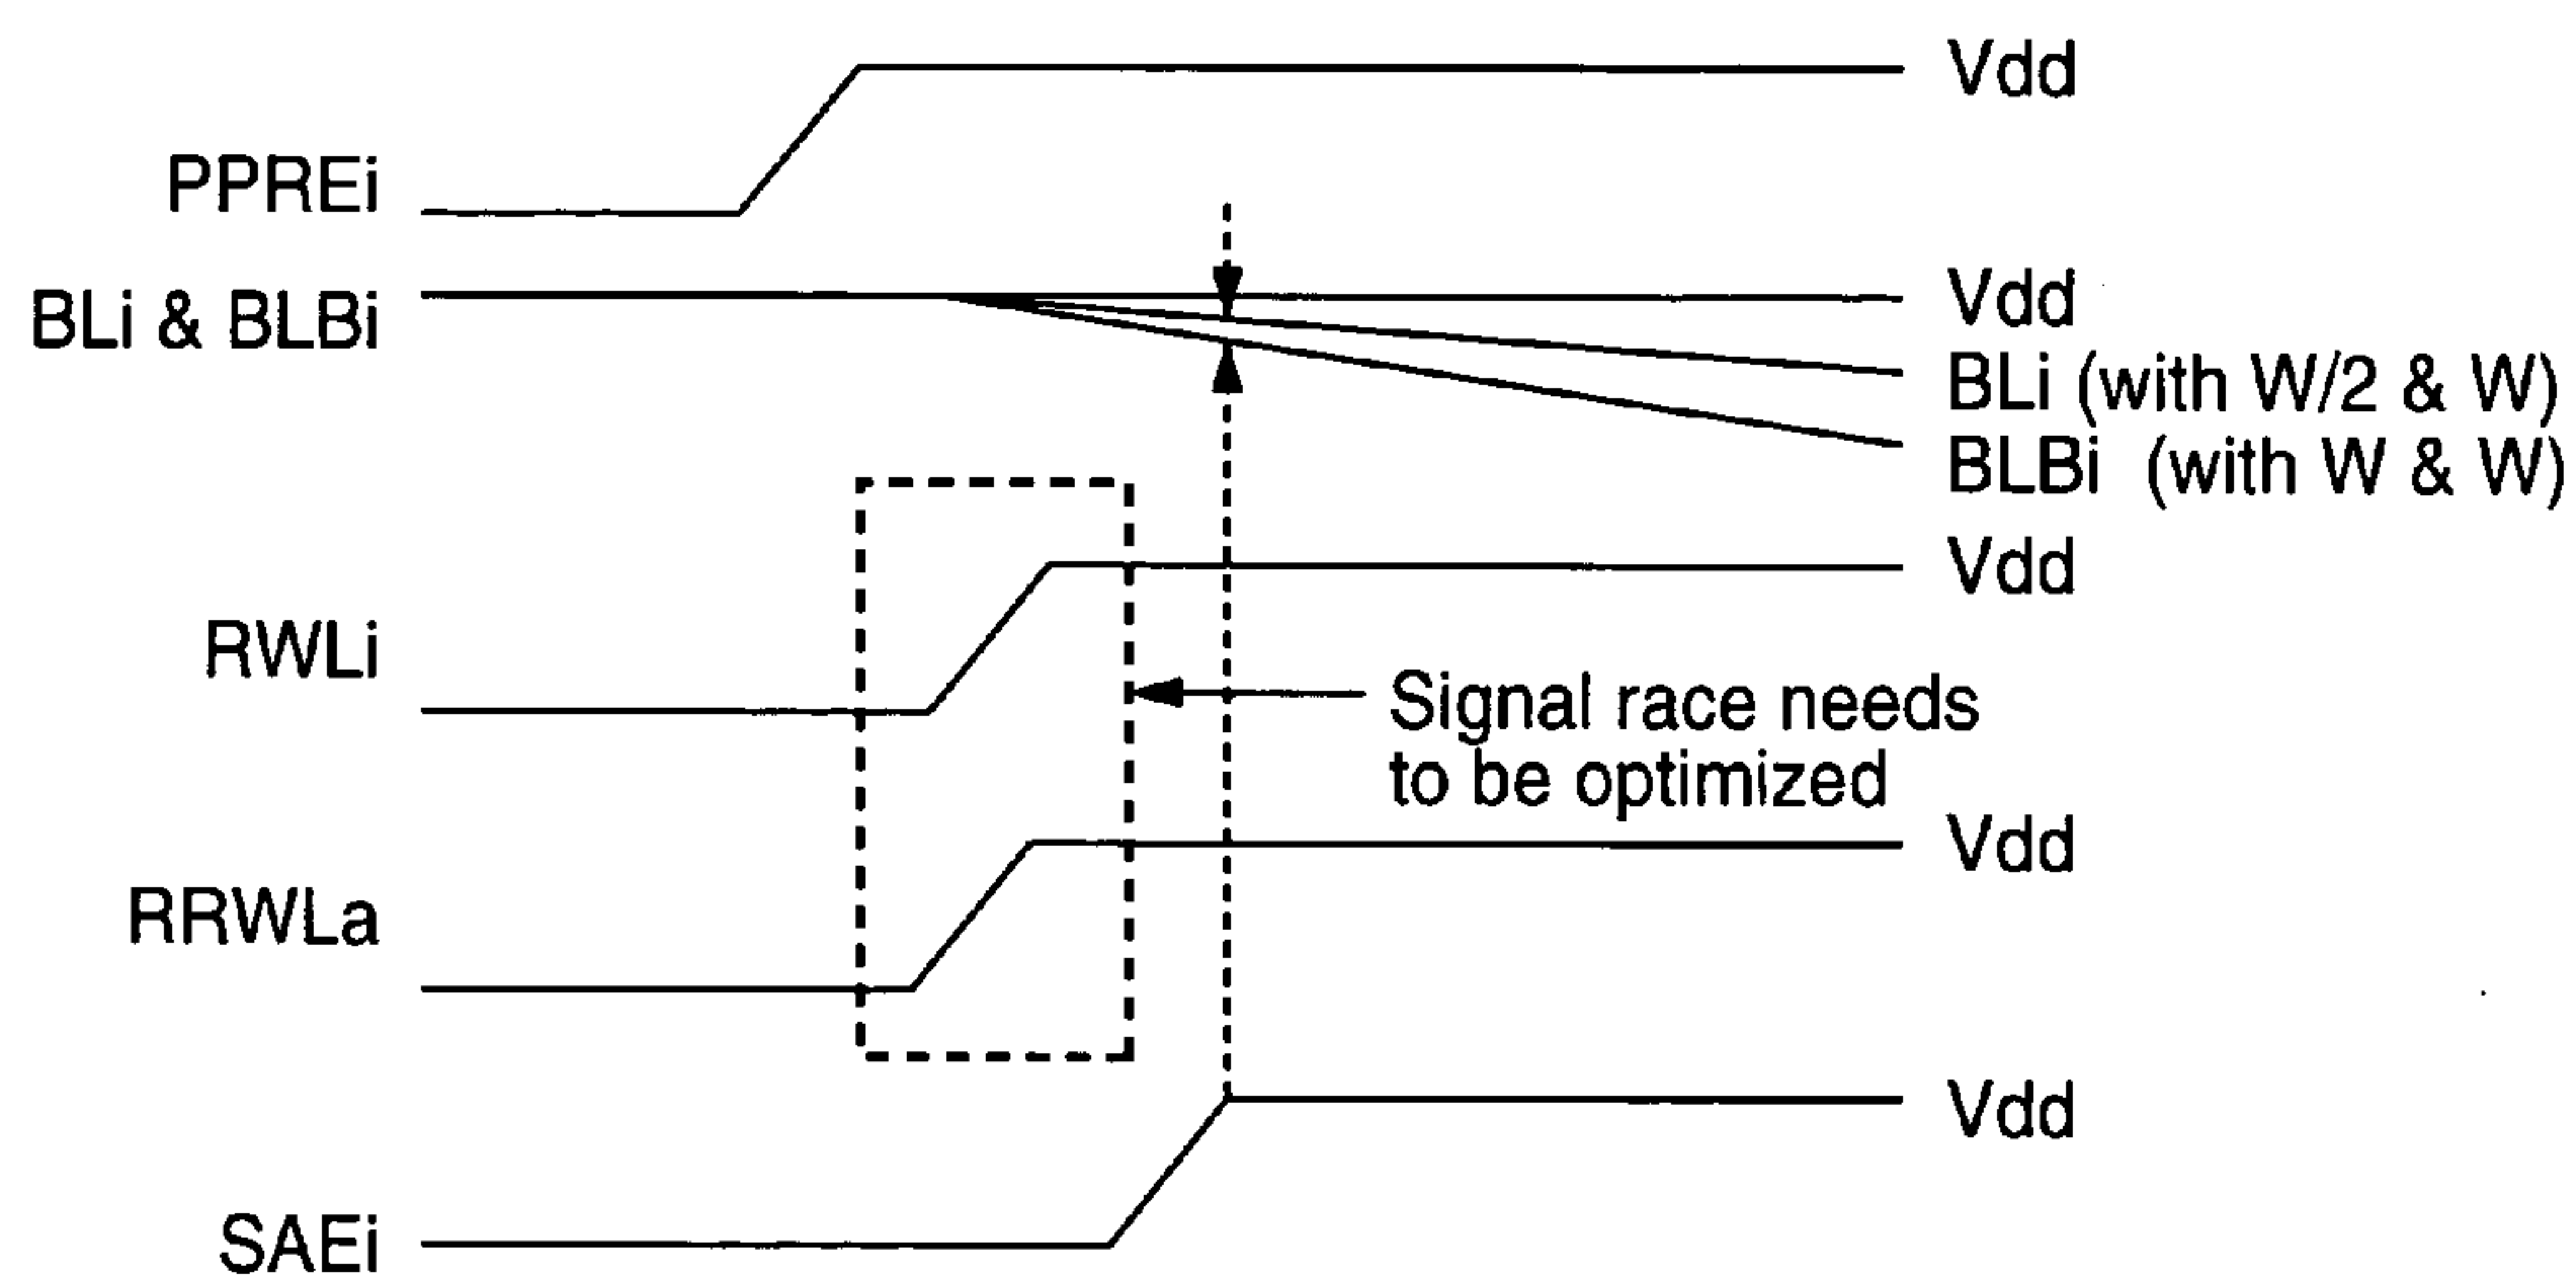 Vdd
PPREi
BLi & BLBi
Vdd
BLi (with W/2 & W)
BLBi (with W & W)
Vdd
RWLi
Signal race needs
to be optimized
Vdd
RRWLa
Vdd
SAEi